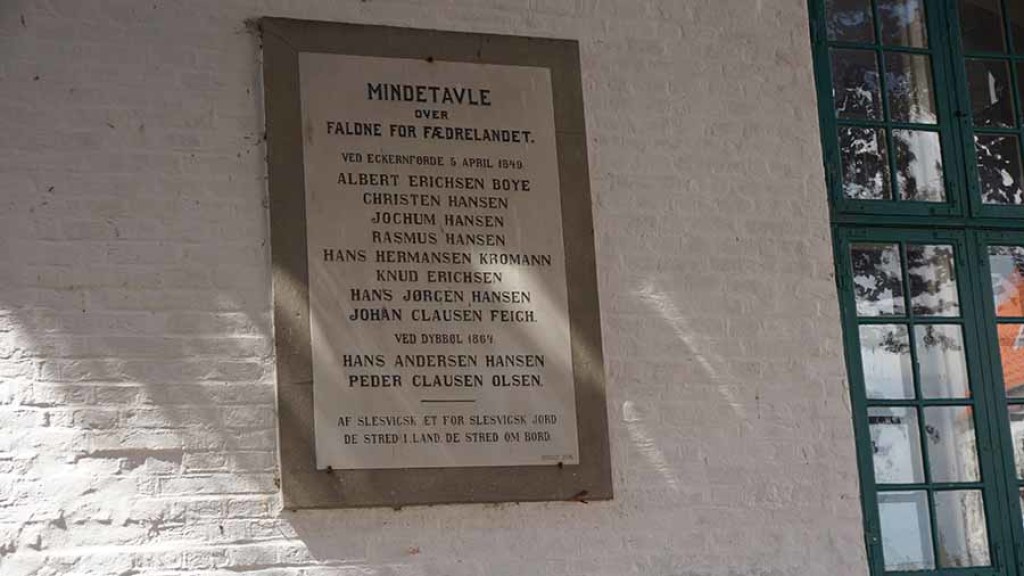 MINDETAVLE
OVER
FALDNE FOR FÆDRELANDET.
VED ECKERNFØRDE 5 APRIL 1849.
ALBERT ERICHSEN BOYE
CHRISTEN HANSEN
JOCHUM HANSEN
RASMUS HANSEN
HANS HERMANSEN KROMANN
KNUD ERICHSEN
HANS JØRGEN HANSEN
JOHAN CLAUSEN FEICH.
VED DYBBØL 1864.
HANS ANDERSEN HANSEN
PEDER CLAUSEN OLSEN.
AF SLESVIGSK ÆT FOR SLESVIGSK JORD
DE STRED I LAND, DE STRED OM BORD.